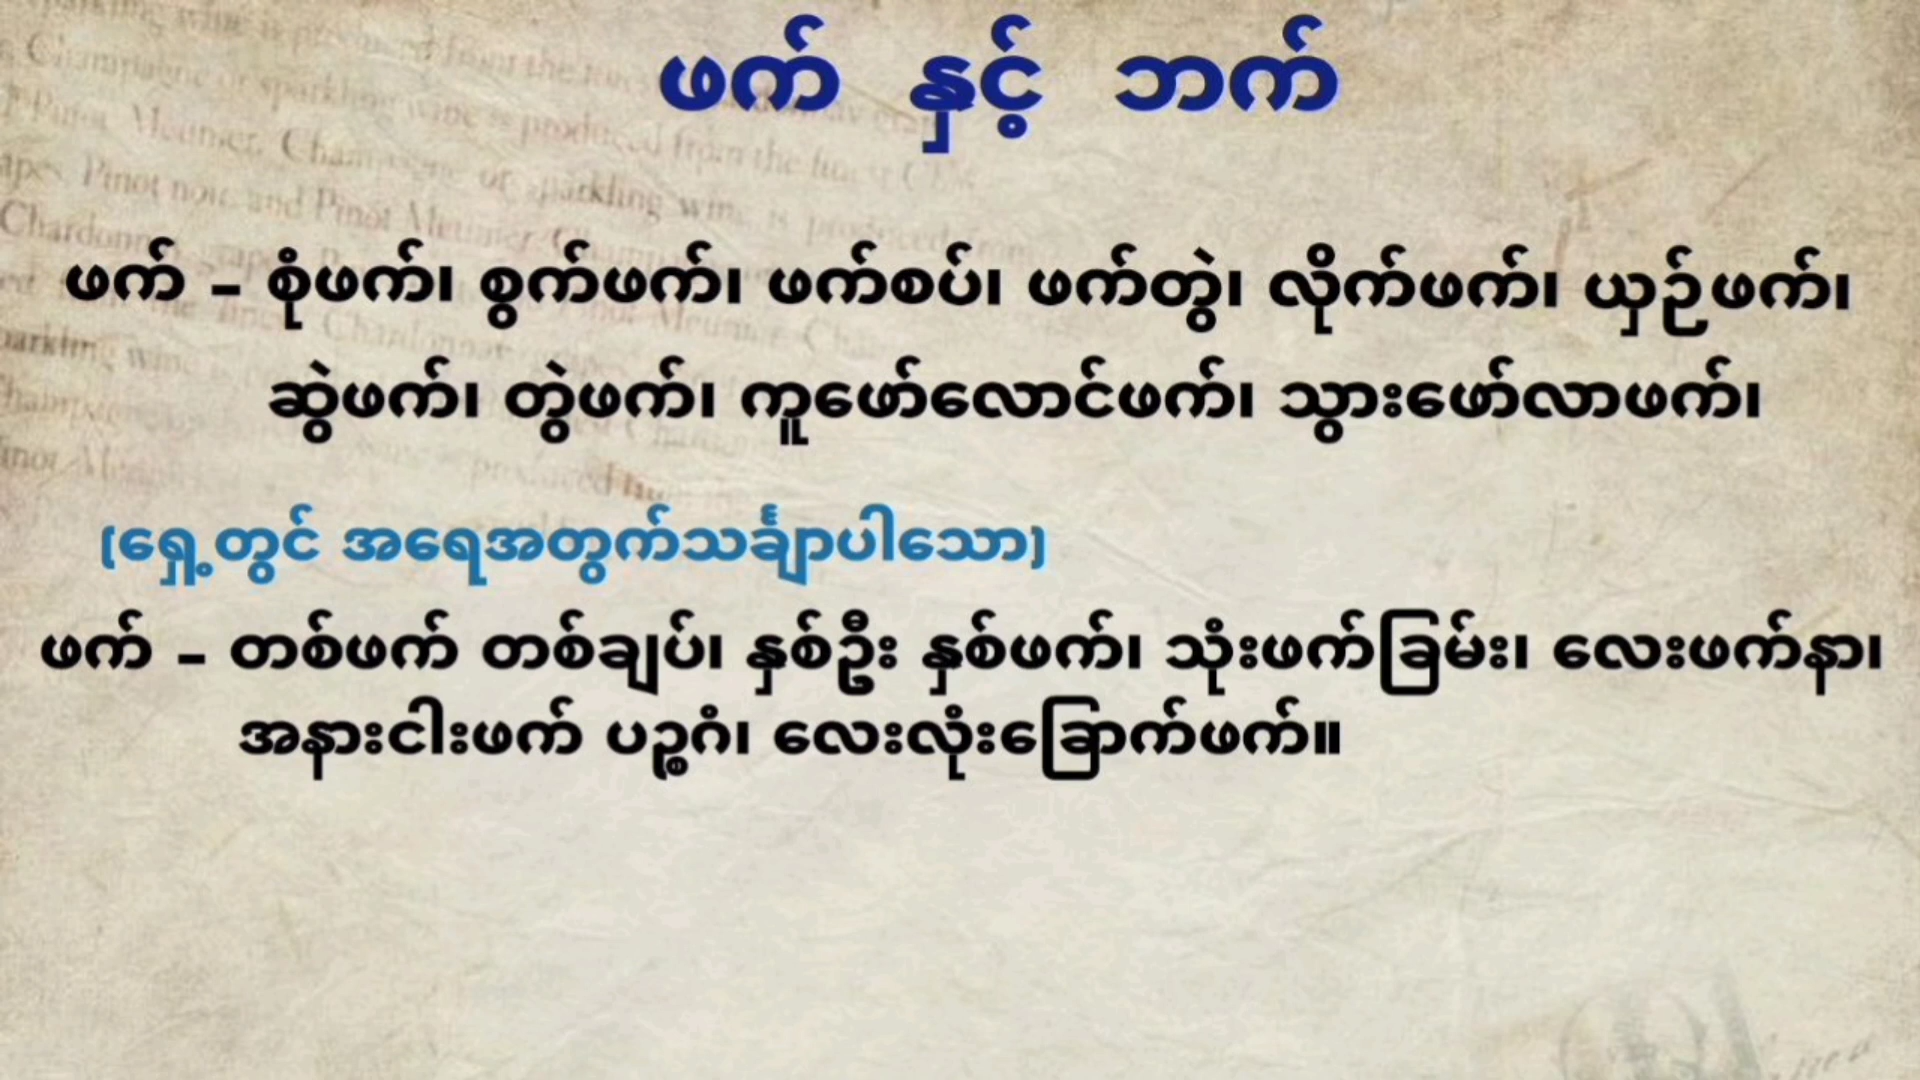 ဖက် နှင့် ဘက်
ဖက် – စုံဖက်၊ စွက်ဖက်၊ ဖက်စပ်၊ ဖက်တွဲ၊ လိုက်ဖက်၊ ယှဉ်ဖက်၊
ဆွဲဖက်၊ တွဲဖက်၊ ကူဖော်လောင်ဖက်၊ သွားဖော်လာဖက်၊
(ရှေ့တွင် အရေအတွက်သင်္ချာပါသော)
ဖက် – တစ်ဖက် တစ်ချပ်၊ နှစ်ဦး နှစ်ဖက်၊ သုံးဖက်ခြမ်း၊ လေးဖက်နာ၊
အနားငါးဖက် ပဉ္စဂံ၊ လေးလုံးခြောက်ဖက်။